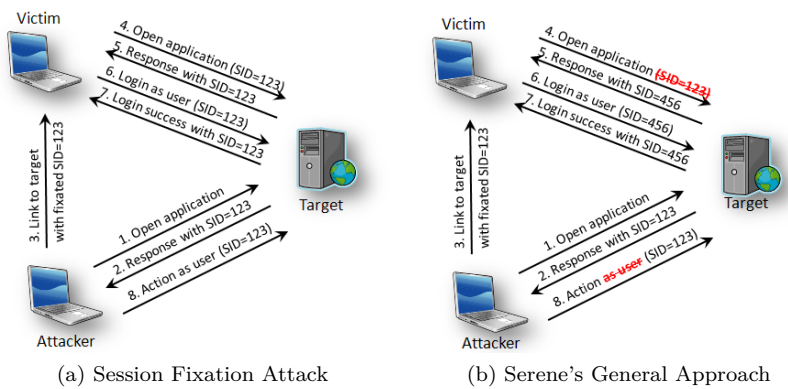 Victim
4. Open application (SID=123)
5. Response with SID=123
6. Login as user (SID=123)
7. Login success with SID=123
3. Link to target
with fixated SID=123
Target
1. Open application
2. Response with SID=123
8. Action as user (SID=123)
Attacker
(a) Session Fixation Attack
Victim
4. Open application (SID=123)
5. Response with SID=456
6. Login as user (SID=456)
7. Login success with SID=456
3. Link to target
with fixated SID=123
Target
1. Open application
2. Response with SID=123
8. Action as user (SID=123)
Attacker
(b) Serene's General Approach